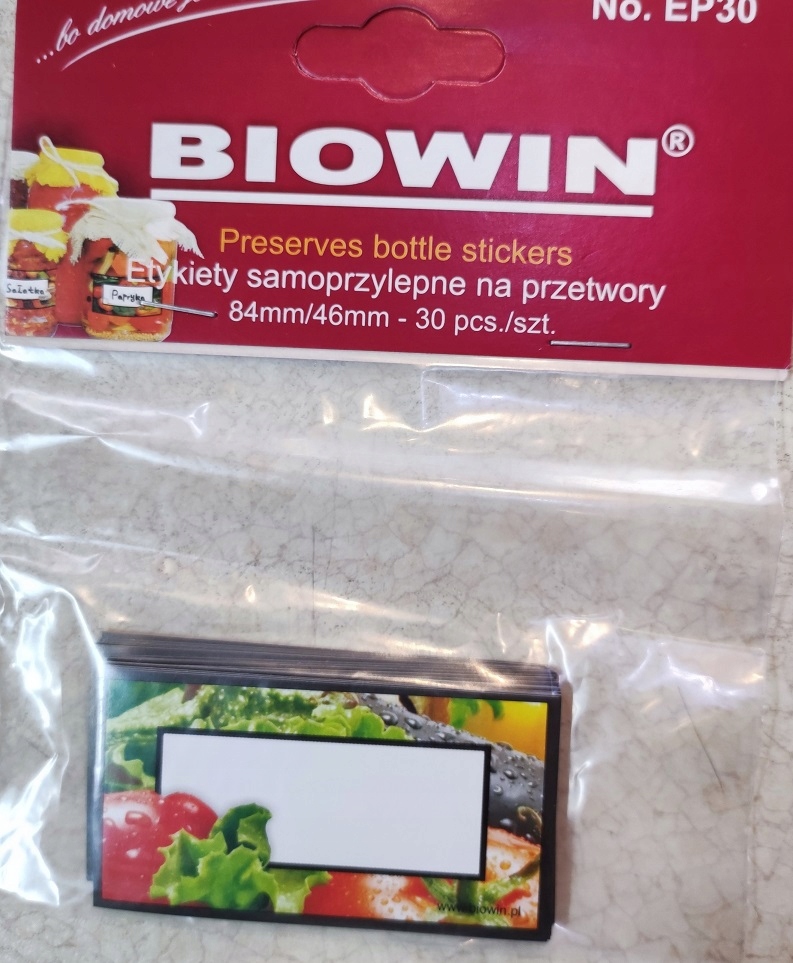 ...bo domowe
No. EP30
BIOWIN®
Preserves bottle stickers
Etykiety samoprzylepne na przetwory
84mm/46mm - 30 pcs./szt.
Sałatka
Papryka
www.biowin.pl